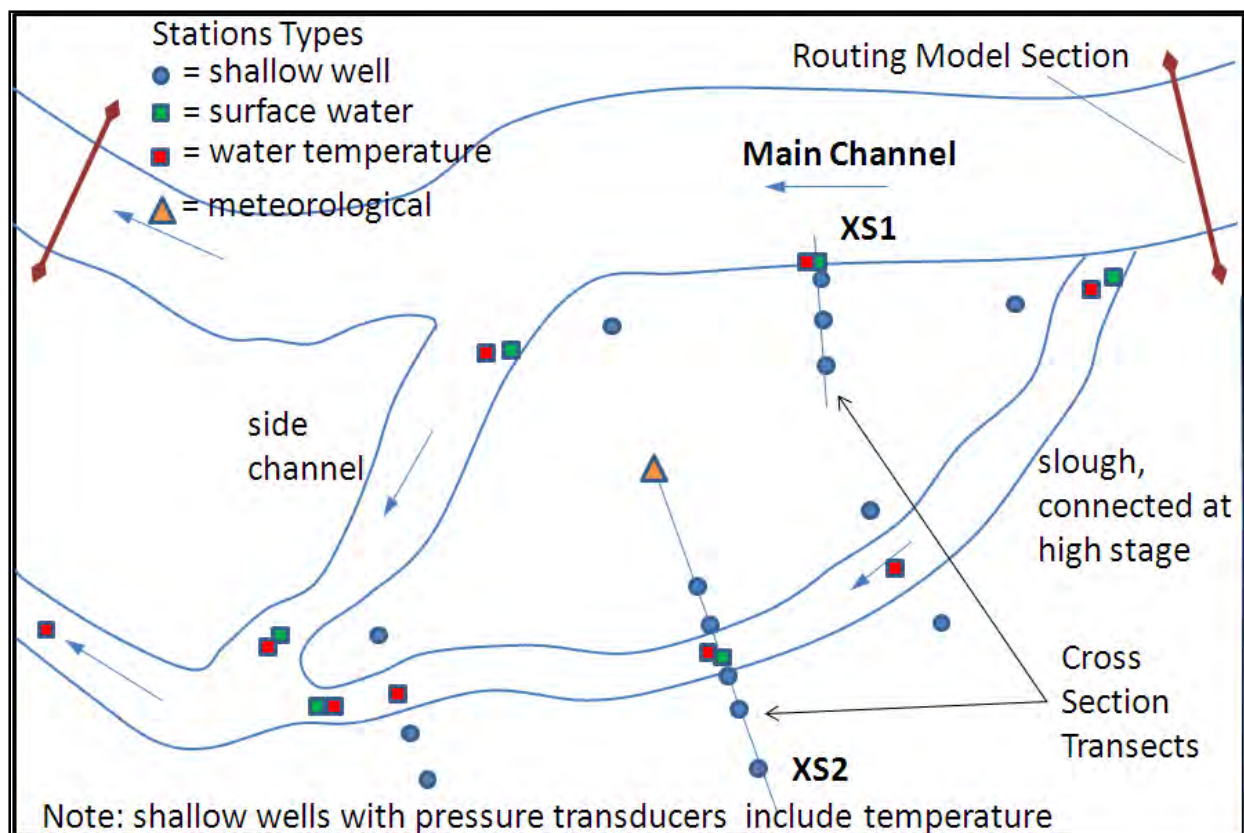 Stations Types
= shallow well
= surface water
= water temperature
= meteorological
Routing Model Section
Main Channel
XS1
side
channel
slough,
connected at
high stage
Cross
Section
Transects
XS2
Note: shallow wells with pressure transducers include temperature